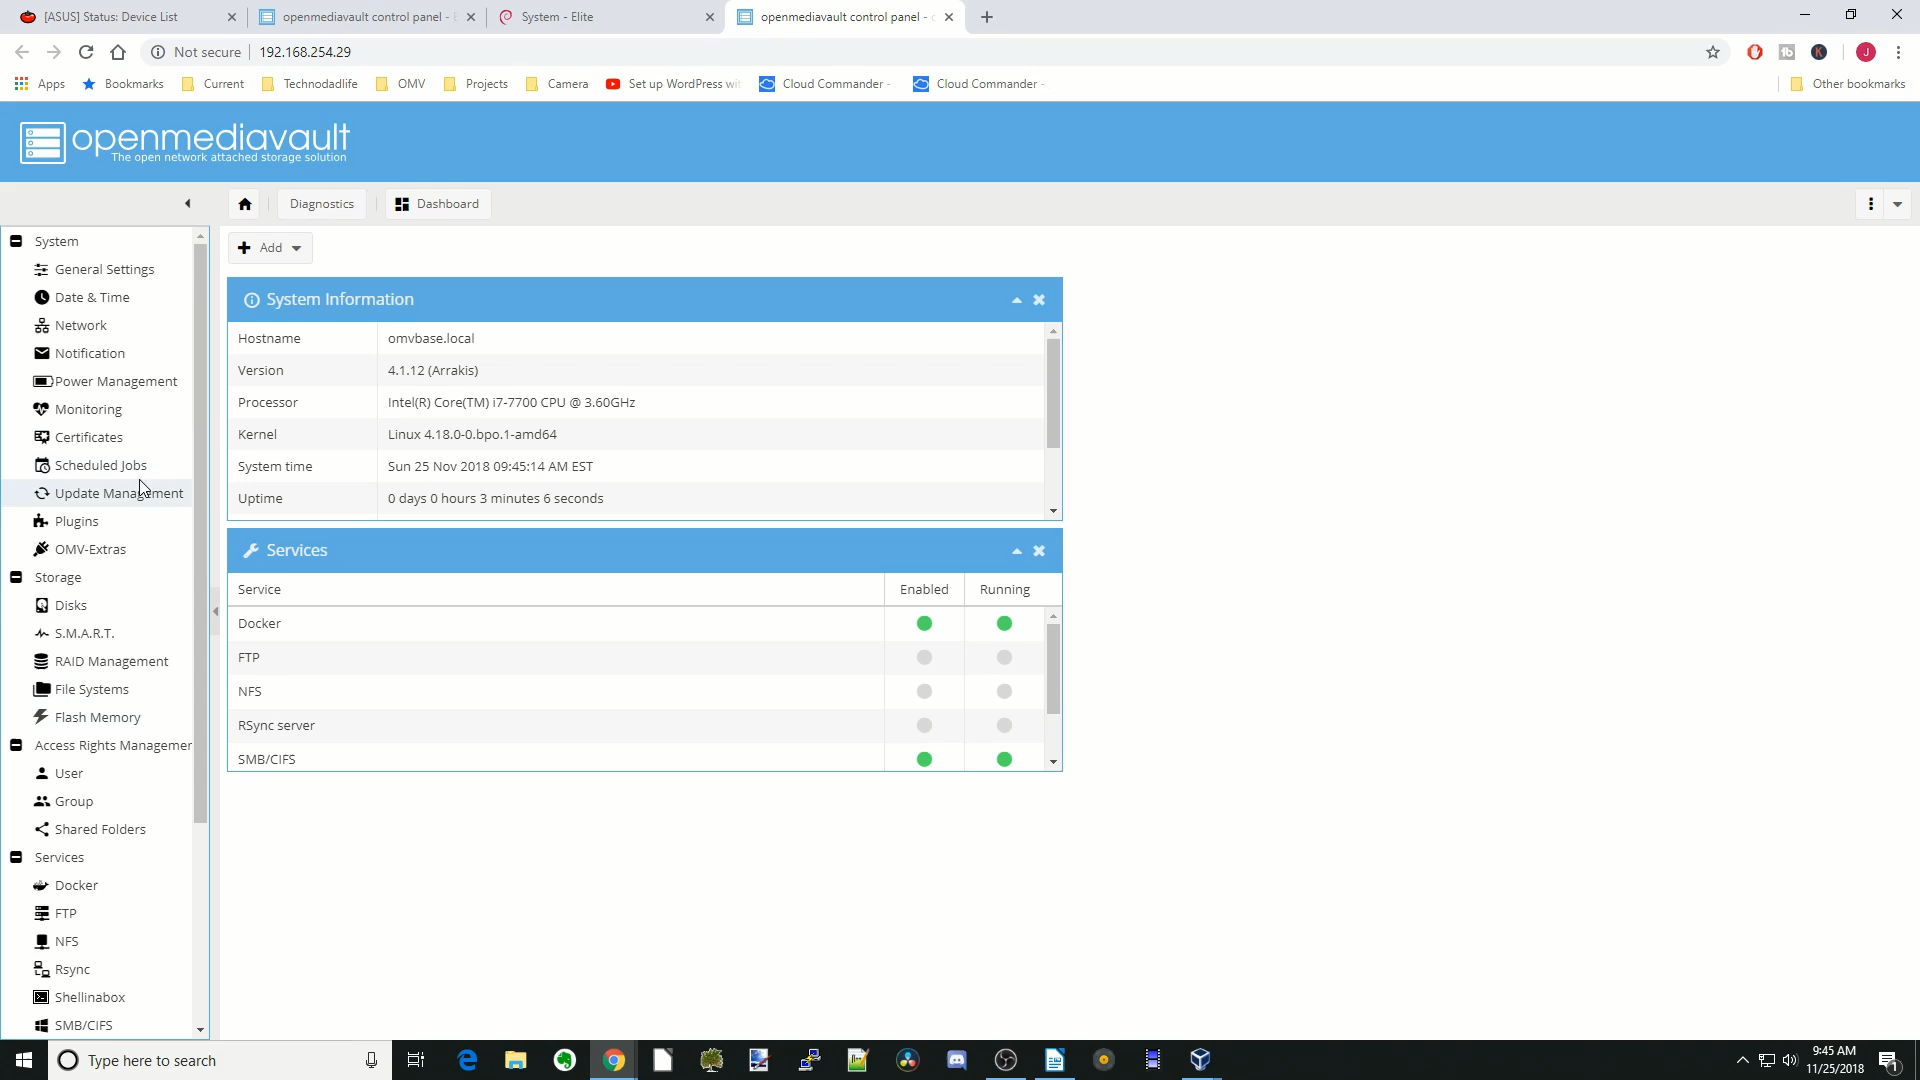 [ASUS] Status: Device List
openmediavault control panel -
System - Elite
openmediavault control panel -
Not secure
192.168.254.29
Apps
Bookmarks
Current
Technodadlife
OMV
Projects
Camera
Set up WordPress wit
Cloud Commander -
Cloud Commander -
Other bookmarks
openmediavault
The open network attached storage solution
Diagnostics
Dashboard
System
General Settings
Date & Time
Network
Notification
Power Management
Monitoring
Certificates
Scheduled Jobs
Update Management
Plugins
OMV-Extras
Storage
Disks
S.M.A.R.T.
RAID Management
File Systems
Flash Memory
Access Rights Managemer
User
Group
Shared Folders
Services
Docker
FTP
NFS
Rsync
Shellinabox
SMB/CIFS
Add
System Information
Hostname omvbase.local
Version 4.1.12 (Arrakis)
Processor Intel(R) Core(TM) i7-7700 CPU @ 3.60GHz
Kernel Linux 4.18.0-0.bpo.1-amd64
System time Sun 25 Nov 2018 09:45:14 AM EST
Uptime 0 days 0 hours 3 minutes 6 seconds
Services
Service Enabled Running
Docker
FTP
NFS
RSync server
SMB/CIFS
Type here to search
9:45 AM
11/25/2018
1